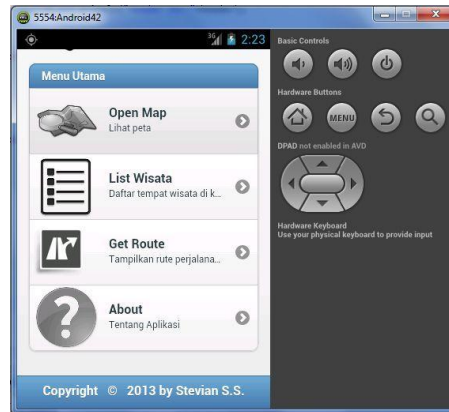 5554:Android42
36
2:23
Menu Utama
Open Map
Lihat peta
List Wisata
Daftar tempat wisata di k...
Get Route
Tampilkan rute perjalana...
About
Tentang Aplikasi
Copyright © 2013 by Stevian S.S.
Basic Controls
Hardware Buttons
MENU
DPAD not enabled in AVD
Hardware Keyboard
Use your physical keyboard to provide input